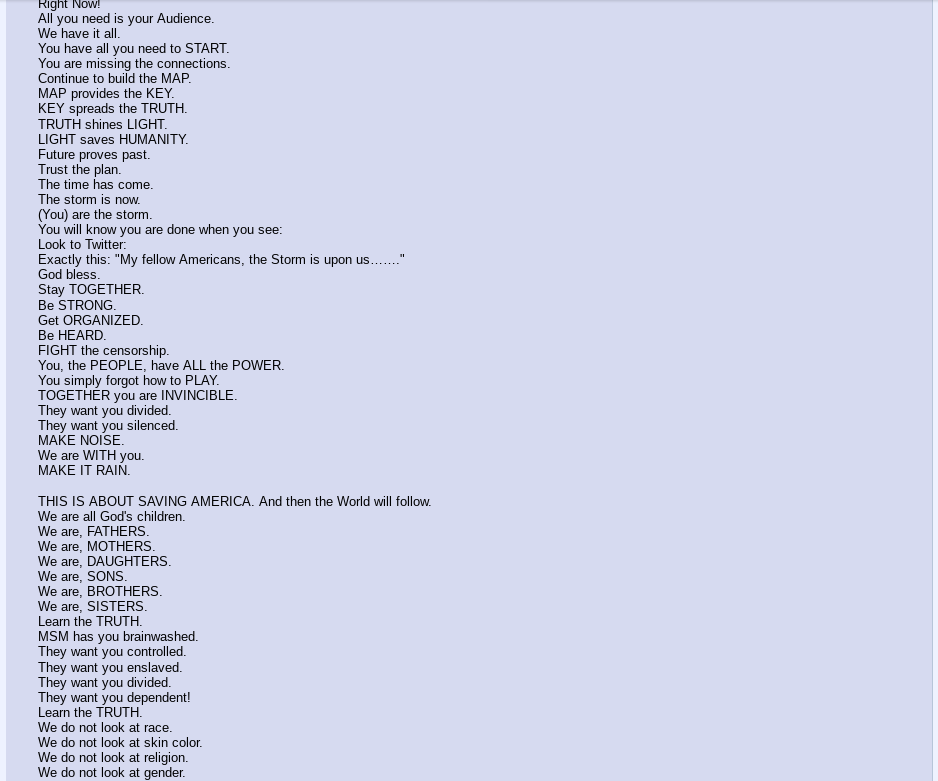 Right Now!
All you need is your Audience.
We have it all.
You have all you need to START.
You are missing the connections.
Continue to build the MAP.
MAP provides the KEY.
KEY spreads the TRUTH.
TRUTH shines LIGHT.
LIGHT saves HUMANITY.
Future proves past.
Trust the plan.
The time has come.
The storm is now.
(You) are the storm.
You will know you are done when you see:
Look to Twitter:
Exactly this: "My fellow Americans, the Storm is upon us......."
God bless.
Stay TOGETHER.
Be STRONG.
Get ORGANIZED.
Be HEARD.
FIGHT the censorship.
You, the PEOPLE, have ALL the POWER.
You simply forgot how to PLAY.
TOGETHER you are INVINCIBLE.
They want you divided.
They want you silenced.
MAKE NOISE.
We are WITH you.
MAKE IT RAIN.
THIS IS ABOUT SAVING AMERICA. And then the World will follow.
We are all God's children.
We are, FATHERS.
We are, MOTHERS.
We are, DAUGHTERS.
We are, SONS.
We are, BROTHERS.
We are, SISTERS.
Learn the TRUTH.
MSM has you brainwashed.
They want you controlled.
They want you enslaved.
They want you divided.
They want you dependent!
Learn the TRUTH.
We do not look at race.
We do not look at skin color.
We do not look at religion.
We do not look at gender.